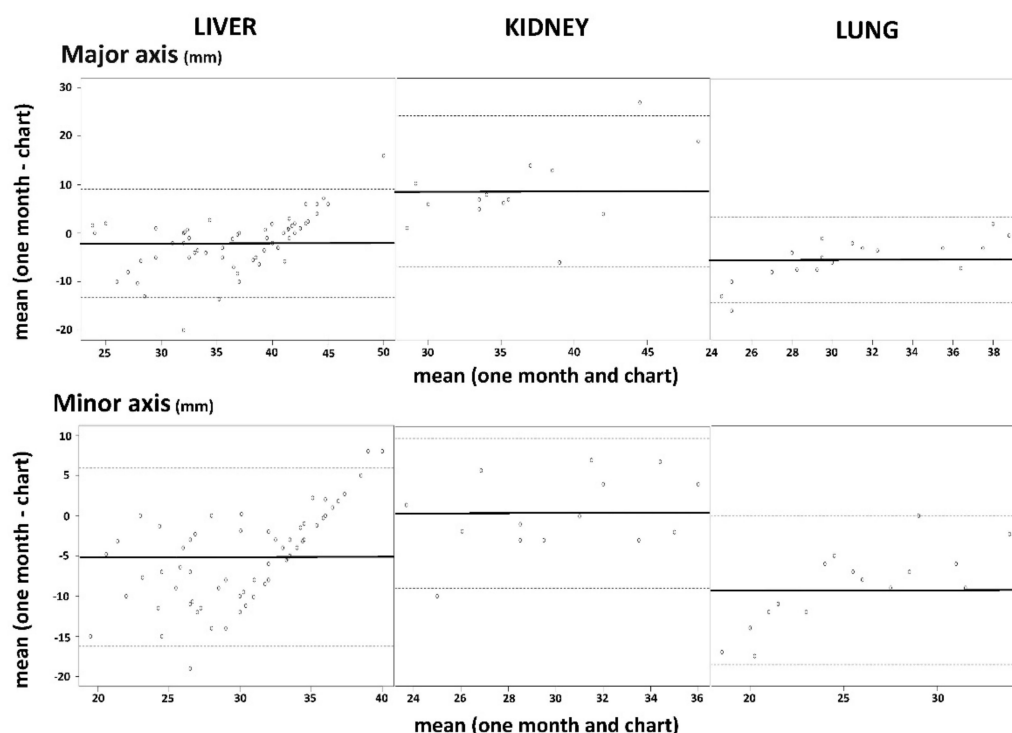 LIVER KIDNEY LUNG
Major axis (mm)
mean (one month - chart)
30
20
10
0
-10
-20
25 30 35 40 45 50
30 35 40 45
24 26 28 30 32 34 36 38
mean (one month and chart)
Minor axis (mm)
mean (one month - chart)
10
5
0
-5
-10
-15
-20
20 25 30 35 40
24 26 28 30 32 34 36
20 25 30
mean (one month and chart)